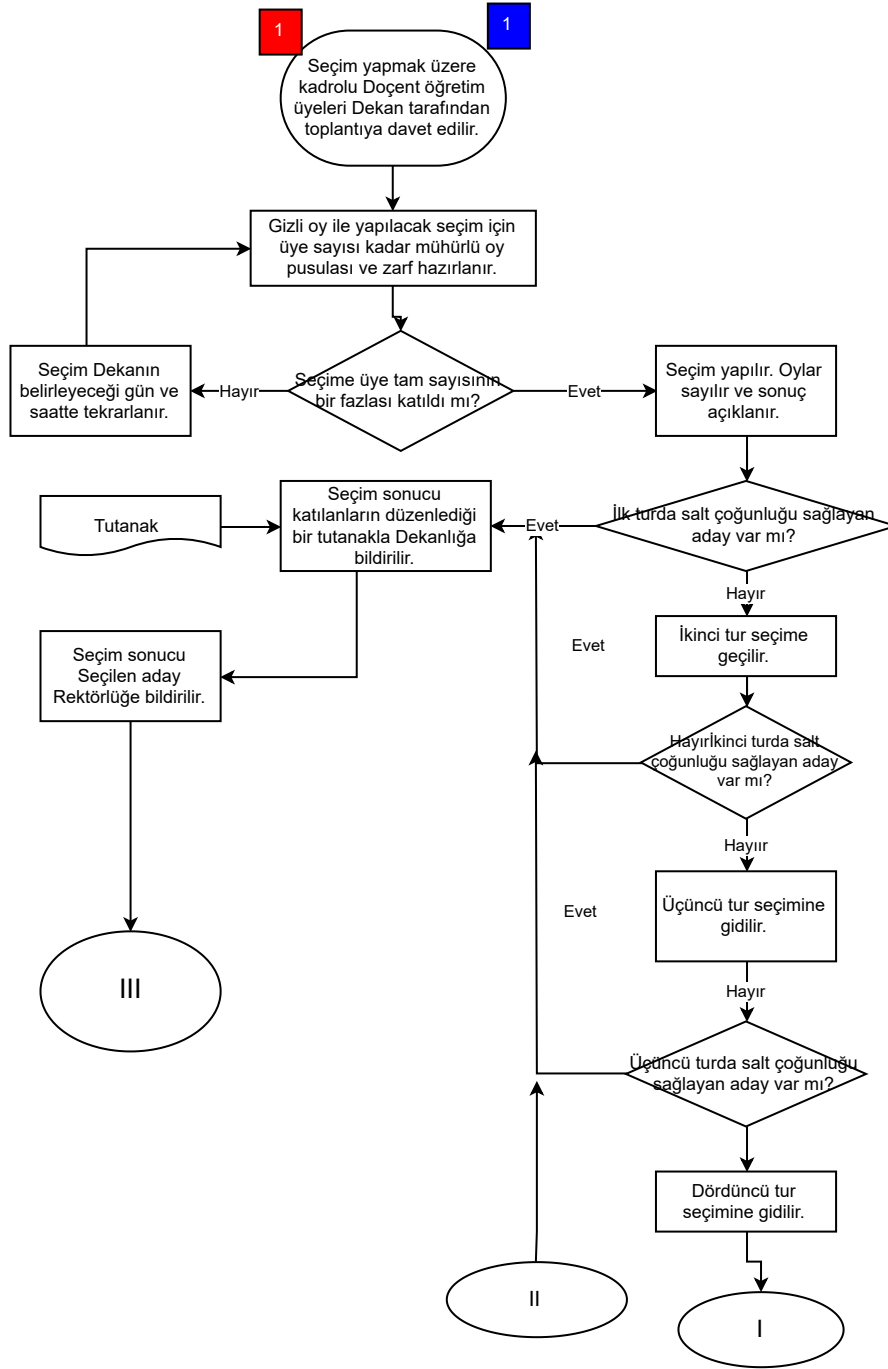 1
1
Seçim yapmak üzere
kadrolu Doçent öğretim
üyeleri Dekan tarafından
toplantıya davet edilir.
Gizli oy ile yapılacak seçim için
üye sayısı kadar mühürlü oy
pusulası ve zarf hazırlanır.
Seçim Dekanın
belirleyeceği gün ve
saatte tekrarlanır.
Hayır
Seçime üye tam sayısının
bir fazlası katıldı mı?
Evet
Seçim yapılır. Oylar
sayılır ve sonuç
açıklanır.
Tutanak
Seçim sonucu
katılanların düzenlediği
bir tutanakla Dekanlığa
bildirilir.
Evet
İlk turda salt çoğunluğu sağlayan
aday var mı?
Hayır
Evet
İkinci tur seçime
geçilir.
Seçim sonucu
Seçilen aday
Rektörlüğe bildirilir.
Hayırİkinci turda salt
çoğunluğu sağlayan aday
var mı?
Hayıır
Evet
Üçüncü tur seçimine
gidilir.
Hayır
III
Üçüncü turda salt çoğunluğu
sağlayan aday var mı?
Dördüncü tur
seçimine gidilir.
II
I